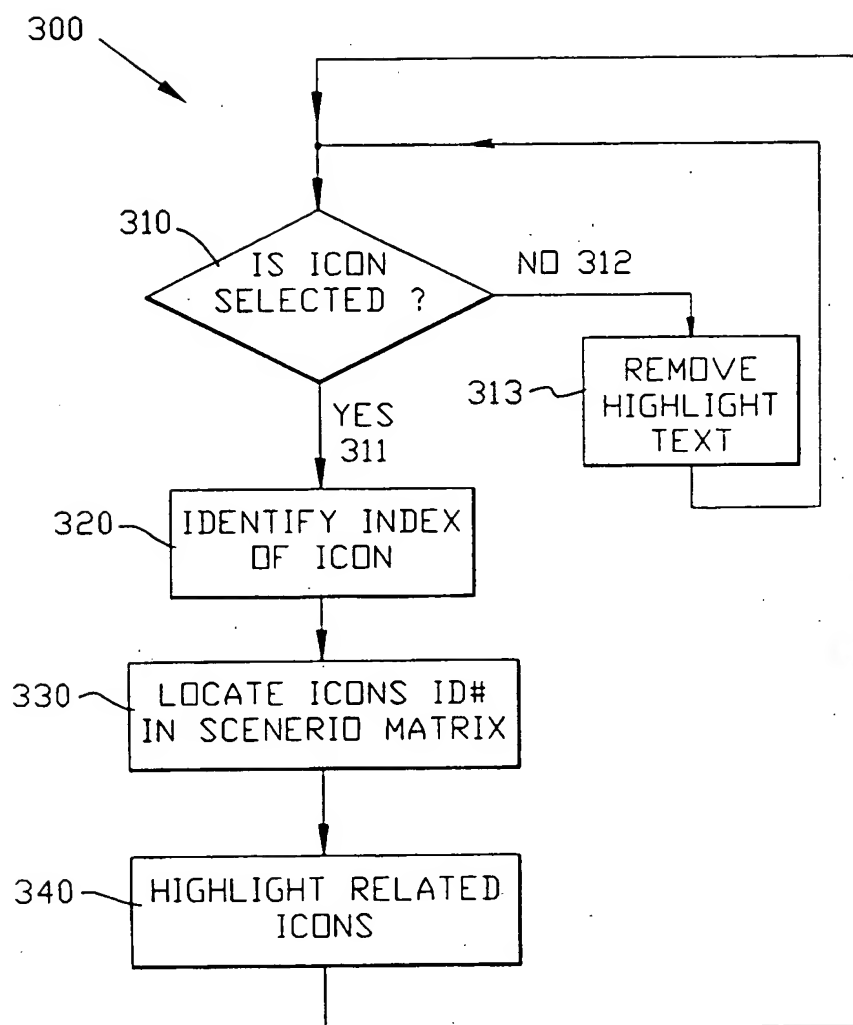 300
310
IS ICON
SELECTED ?
NO 312
313
REMOVE
HIGHLIGHT
TEXT
YES
311
320
IDENTIFY INDEX
OF ICON
330
LOCATE ICONS ID#
IN SCENERIO MATRIX
340
HIGHLIGHT RELATED
ICONS